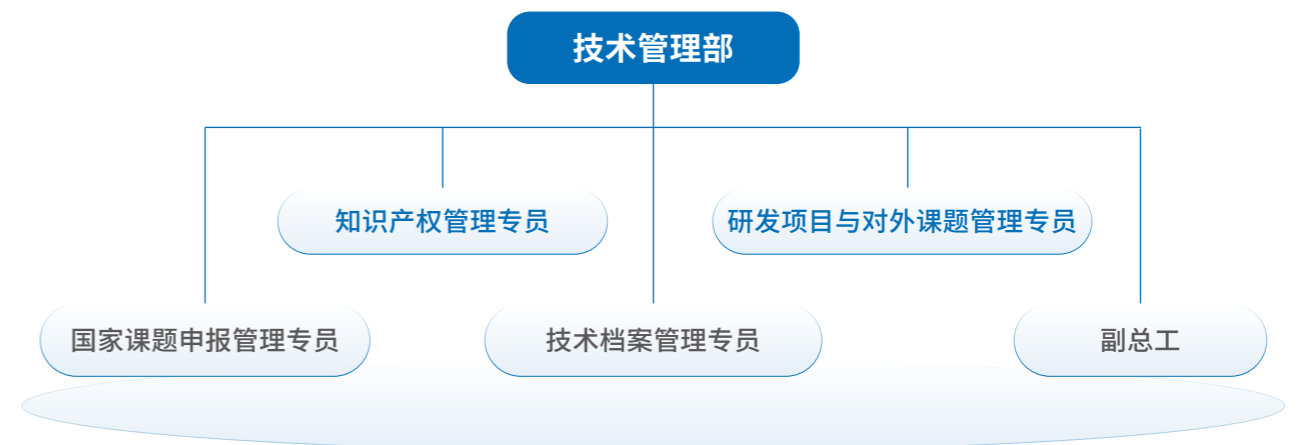 技术管理部
知识产权管理专员
研发项目与对外课题管理专员
国家课题申报管理专员
技术档案管理专员
副总工